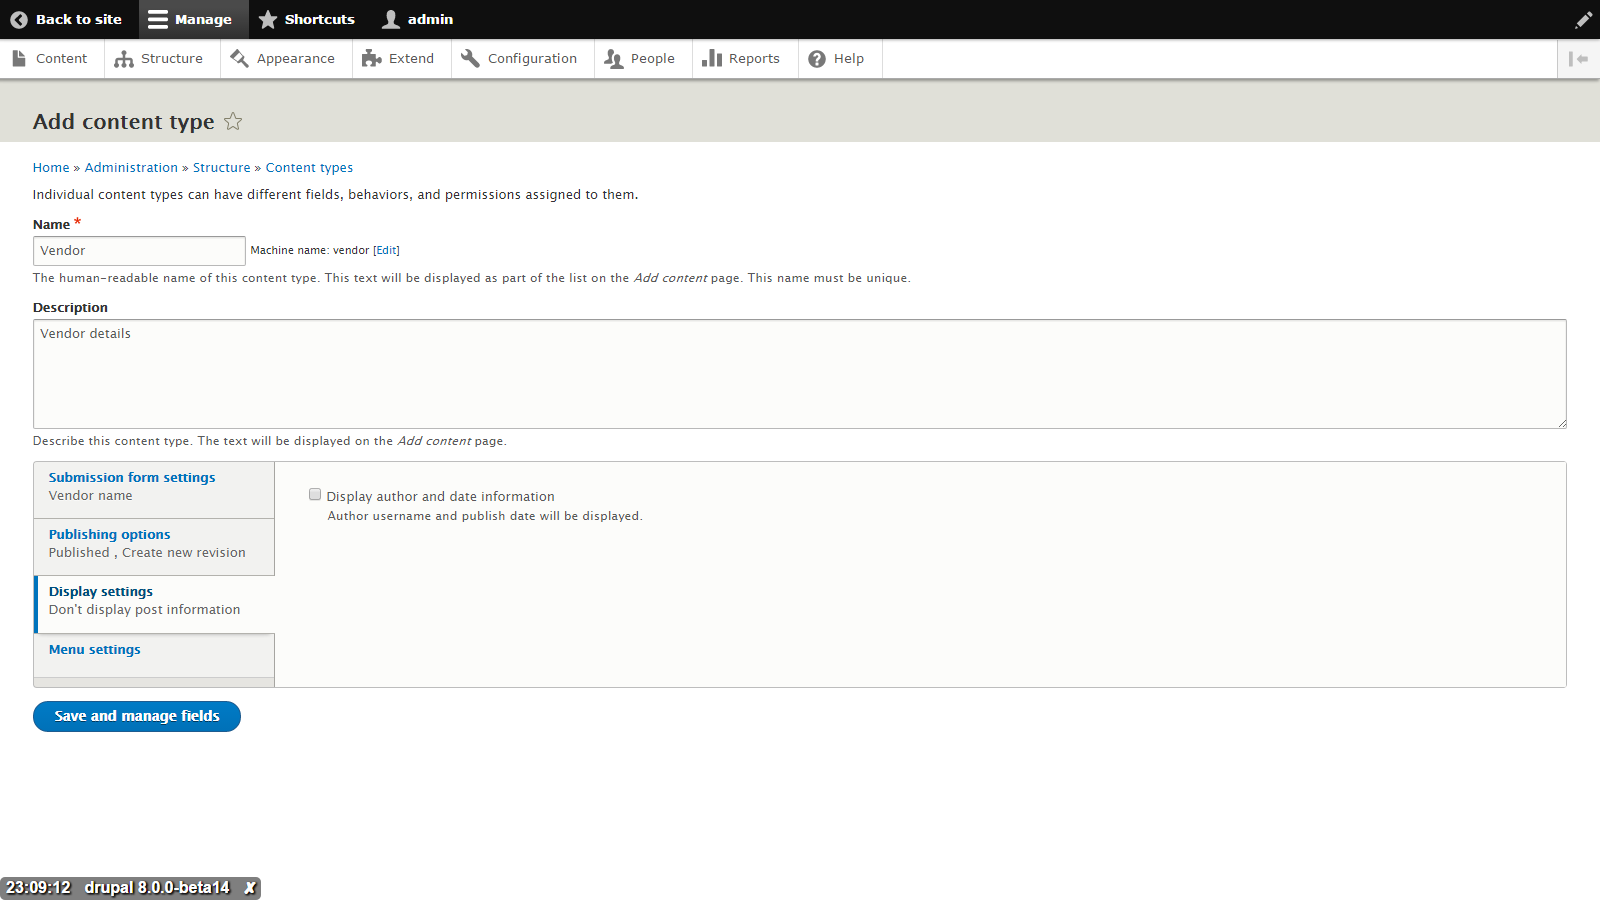 Back to site Manage Shortcuts admin
Content Structure Appearance Extend Configuration People Reports Help
Add content type
Home » Administration » Structure » Content types
Individual content types can have different fields, behaviors, and permissions assigned to them.
Name *
Vendor Machine name: vendor [Edit]
The human-readable name of this content type. This text will be displayed as part of the list on the Add content page. This name must be unique.
Description
Vendor details
Describe this content type. The text will be displayed on the Add content page.
Submission form settings
Vendor name
Publishing options
Published , Create new revision
Display settings
Don't display post information
Menu settings
Display author and date information
Author username and publish date will be displayed.
Save and manage fields
23:09:12 drupal 8.0.0-beta14 ✘